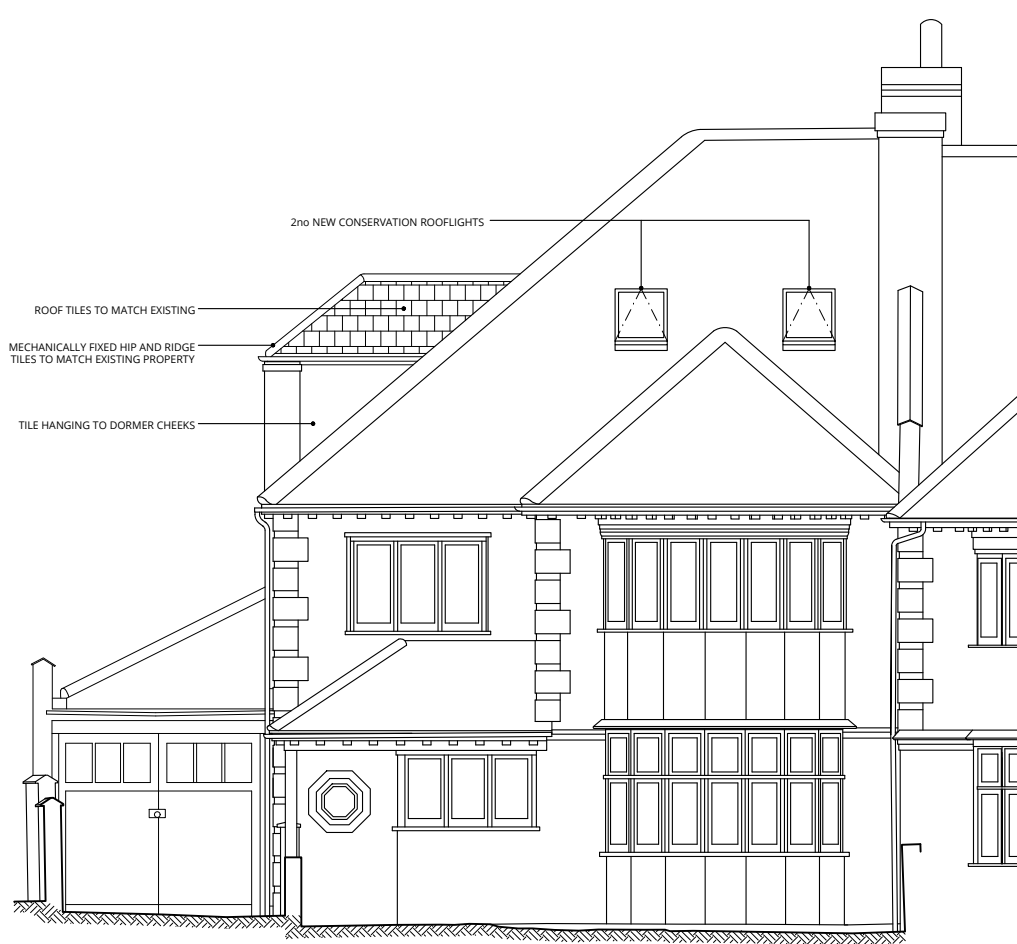 2no NEW CONSERVATION ROOFLIGHTS
ROOF TILES TO MATCH EXISTING
MECHANICALLY FIXED HIP AND RIDGE
TILES TO MATCH EXISTING PROPERTY
TILE HANGING TO DORMER CHEEKS